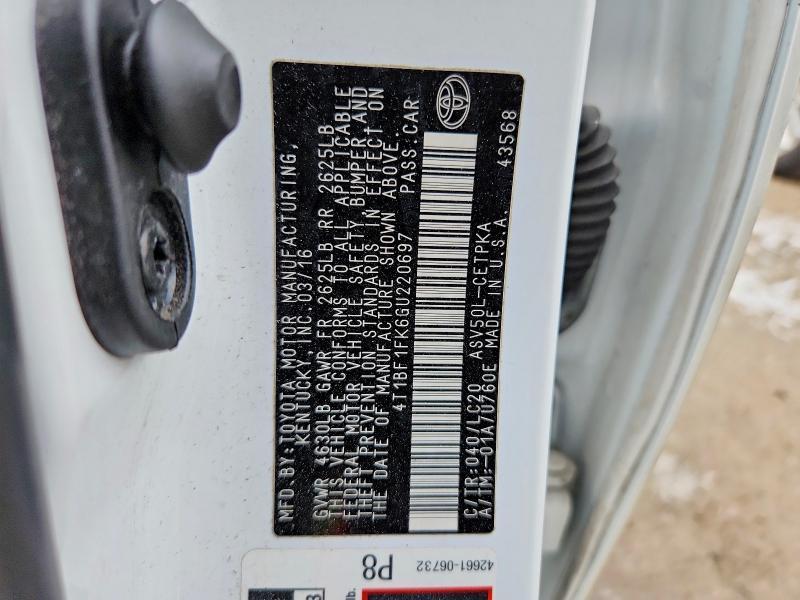 MFD BY: TOYOTA MOTOR MANUFACTURING,
KENTUCKY, INC. 03/16
GVWR 4630LB GAWR FR 2625LB RR 2625LB
THIS VEHICLE CONFORMS TO ALL APPLICABLE
FEDERAL MOTOR VEHICLE SAFETY, BUMPER, AND
THEFT PREVENTION STANDARDS IN EFFECT ON
THE DATE OF MANUFACTURE SHOWN ABOVE.
4T1BF1FK6GU220697 PASS. CAR
C/TR: 040/LC20 ASV50L-CETPKA 43568
A/TM: -01A/U760E MADE IN U.S.A.
P8
42661-06732
lb.